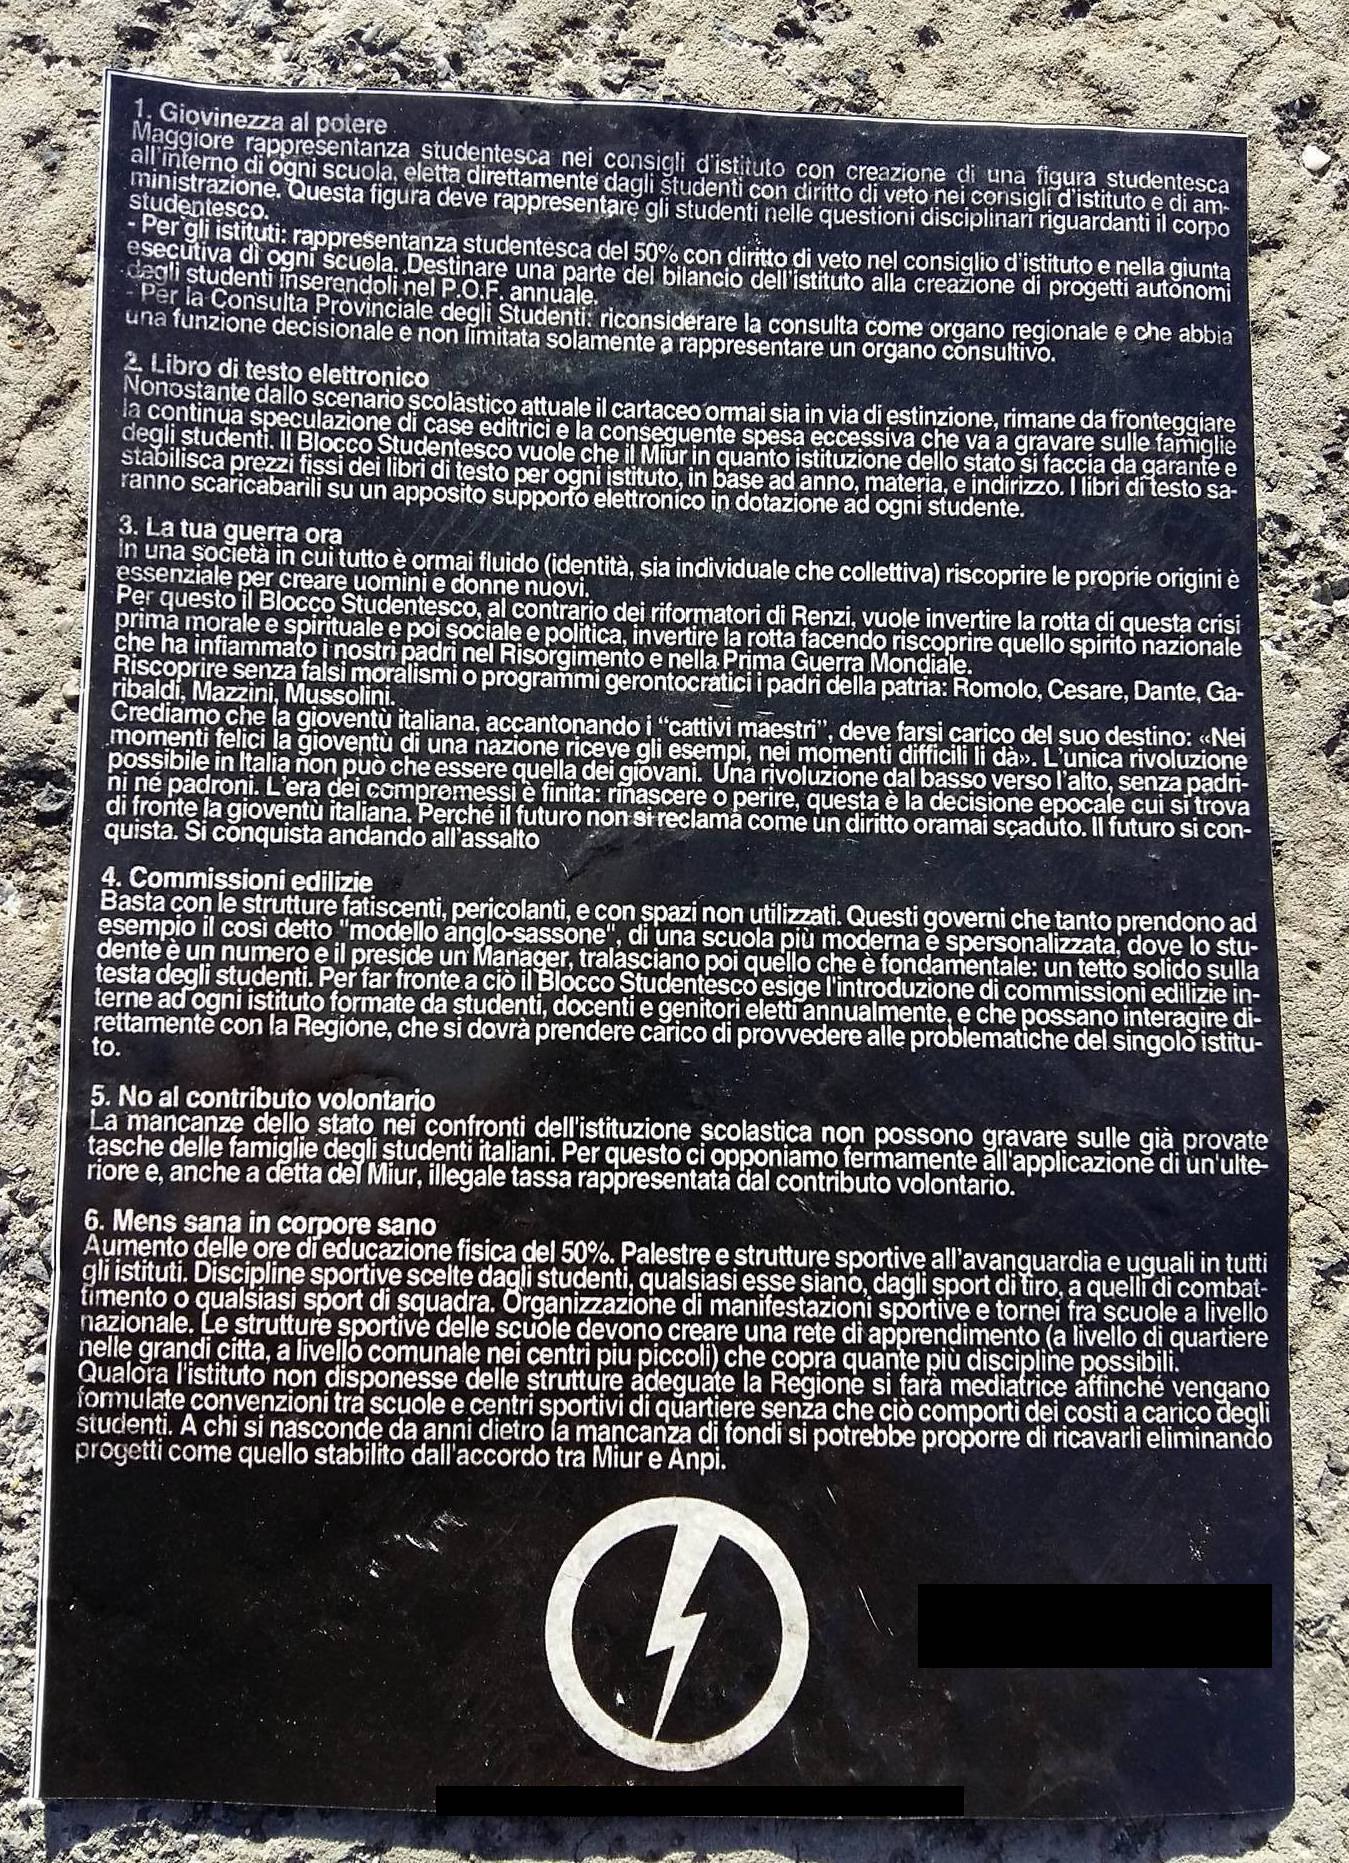 1. Giovinezza al potere
Maggiore rappresentanza studentesca nei consigli d'istituto con creazione di una figura studentesca
all'interno di ogni scuola, eletta direttamente dagli studenti con diritto di veto nei consigli d'istituto e di am-
ministrazione. Questa figura deve rappresentare gli studenti nelle questioni disciplinari riguardanti il corpo
studentesco.
- Per gli istituti: rappresentanza studentesca del 50% con diritto di veto nel consiglio d'istituto e nella giunta
esecutiva di ogni scuola. Destinare una parte del bilancio dell'istituto alla creazione di progetti autonomi
degli studenti inserendoli nel P.O.F. annuale.
- Per la Consulta Provinciale degli Studenti: riconsiderare la consulta come organo regionale e che abbia
una funzione decisionale e non limitata solamente a rappresentare un organo consultivo.
2. Libro di testo elettronico
Nonostante dallo scenario scolastico attuale il cartaceo ormai sia in via di estinzione, rimane da fronteggiare
la continua speculazione di case editrici e la conseguente spesa eccessiva che va a gravare sulle famiglie
degli studenti. Il Blocco Studentesco vuole che il Miur in quanto istituzione dello stato si faccia da garante e
stabilisca prezzi fissi dei libri di testo per ogni istituto, in base ad anno, materia, e indirizzo. I libri di testo sa-
ranno scaricabarili su un apposito supporto elettronico in dotazione ad ogni studente.
3. La tua guerra ora
In una società in cui tutto è ormai fluido (identità, sia individuale che collettiva) riscoprire le proprie origini è
essenziale per creare uomini e donne nuovi.
Per questo il Blocco Studentesco, al contrario dei riformatori di Renzi, vuole invertire la rotta di questa crisi
prima morale e spirituale e poi sociale e politica, invertire la rotta facendo riscoprire quello spirito nazionale
che ha infiammato i nostri padri nel Risorgimento e nella Prima Guerra Mondiale.
Riscoprire senza falsi moralismi o programmi gerontocratici i padri della patria: Romolo, Cesare, Dante, Ga-
ribaldi, Mazzini, Mussolini.
Crediamo che la gioventù italiana, accantonando i "cattivi maestri", deve farsi carico del suo destino: «Nei
momenti felici la gioventù di una nazione riceve gli esempi, nei momenti difficili li dà». L'unica rivoluzione
possibile in Italia non può che essere quella dei giovani. Una rivoluzione dal basso verso l'alto, senza padri-
ni né padroni. L'era dei compromessi è finita: rinascere o perire, questa è la decisione epocale cui si trova
di fronte la gioventù italiana. Perché il futuro non si reclama come un diritto oramai scaduto. Il futuro si con-
quista. Si conquista andando all'assalto
4. Commissioni edilizie
Basta con le strutture fatiscenti, pericolanti, e con spazi non utilizzati. Questi governi che tanto prendono ad
esempio il così detto "modello anglo-sassone", di una scuola più moderna e spersonalizzata, dove lo stu-
dente è un numero e il preside un Manager, tralasciano poi quello che è fondamentale: un tetto solido sulla
testa degli studenti. Per far fronte a ciò il Blocco Studentesco esige l'introduzione di commissioni edilizie in-
terne ad ogni istituto formate da studenti, docenti e genitori eletti annualmente, e che possano interagire di-
rettamente con la Regione, che si dovrà prendere carico di provvedere alle problematiche del singolo istitu-
to.
5. No al contributo volontario
La mancanze dello stato nei confronti dell'istituzione scolastica non possono gravare sulle già provate
tasche delle famiglie degli studenti italiani. Per questo ci opponiamo fermamente all'applicazione di un'ulte-
riore e, anche a detta del Miur, illegale tassa rappresentata dal contributo volontario.
6. Mens sana in corpore sano
Aumento delle ore di educazione fisica del 50%. Palestre e strutture sportive all'avanguardia e uguali in tutti
gli istituti. Discipline sportive scelte dagli studenti, qualsiasi esse siano, dagli sport di tiro, a quelli di combat-
timento o qualsiasi sport di squadra. Organizzazione di manifestazioni sportive e tornei fra scuole a livello
nazionale. Le strutture sportive delle scuole devono creare una rete di apprendimento (a livello di quartiere
nelle grandi citta, a livello comunale nei centri piu piccoli) che copra quante più discipline possibili.
Qualora l'istituto non disponesse delle strutture adeguate la Regione si farà mediatrice affinché vengano
formulate convenzioni tra scuole e centri sportivi di quartiere senza che ciò comporti dei costi a carico degli
studenti. A chi si nasconde da anni dietro la mancanza di fondi si potrebbe proporre di ricavarli eliminando
progetti come quello stabilito dall'accordo tra Miur e Anpi.